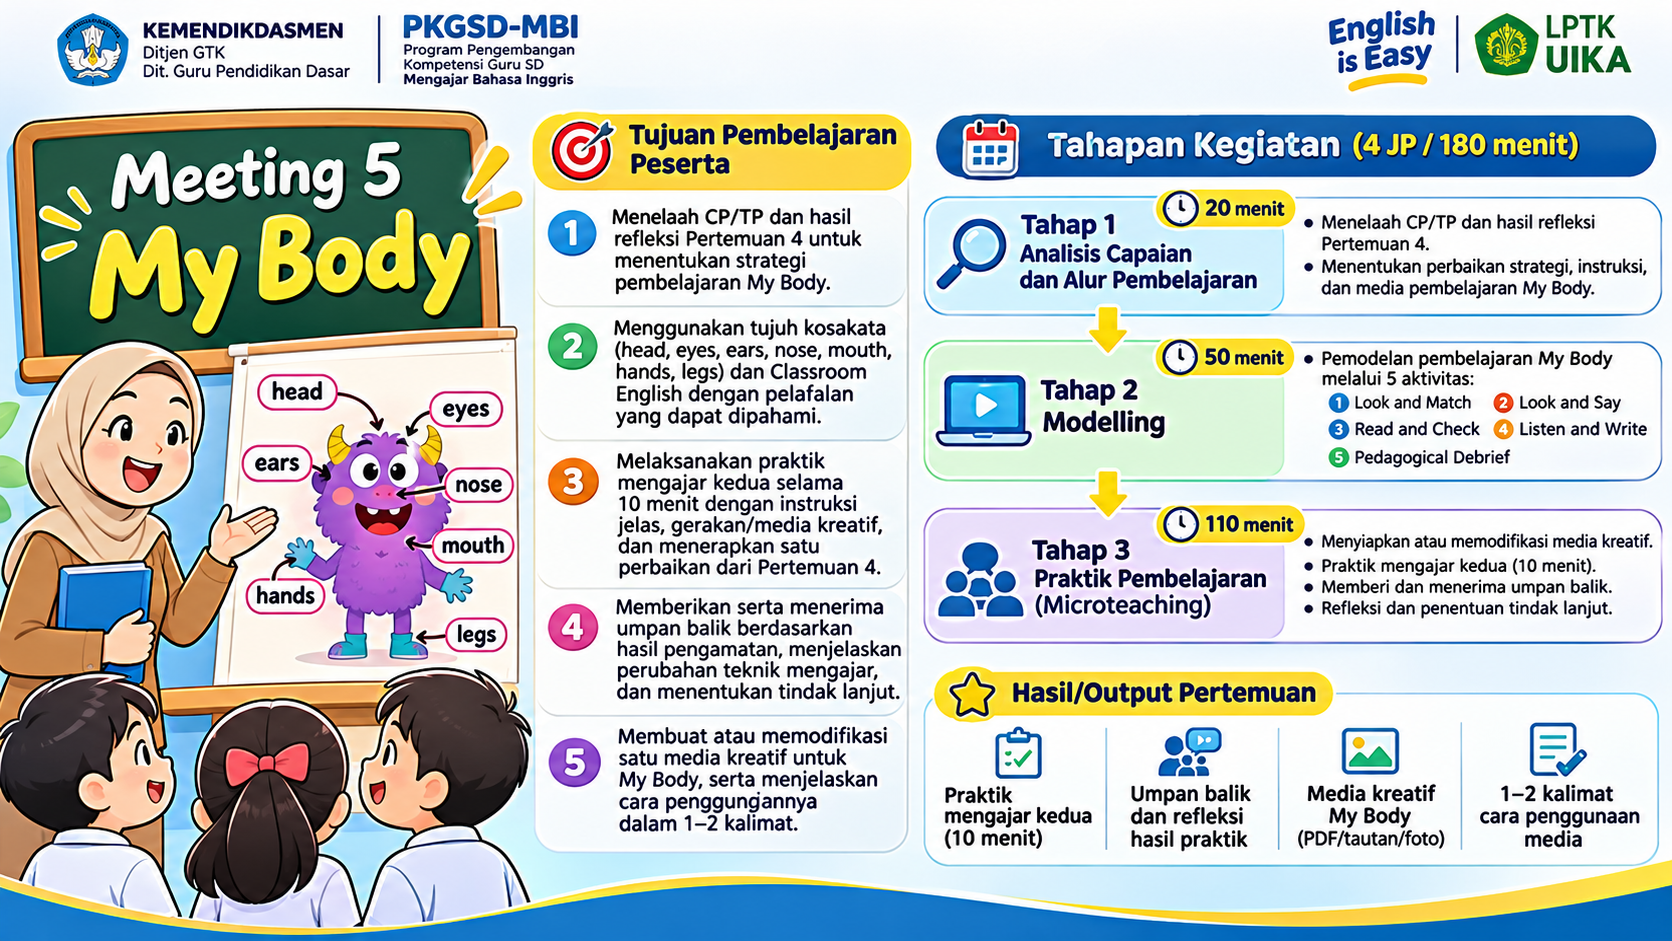 KEMENDIKDASMEN
Ditjen GTK
Dit. Guru Pendidikan Dasar
PKGSD-MBI
Program Pengembangan
Kompetensi Guru SD
Mengajar Bahasa Inggris
English
is Easy
LPTK
UIKA
Meeting 5
My Body
head
eyes
ears
nose
mouth
hands
legs
Tujuan Pembelajaran
Peserta
1
Menelaah CP/TP dan hasil
refleksi Pertemuan 4 untuk
menentukan strategi
pembelajaran My Body.
2
Menggunakan tujuh kosakata
(head, eyes, ears, nose, mouth,
hands, legs) dan Classroom
English dengan pelafalan
yang dapat dipahami.
3
Melaksanakan praktik
mengajar kedua selama
10 menit dengan instruksi
jelas, gerakan/media kreatif,
dan menerapkan satu
perbaikan dari Pertemuan 4.
4
Memberikan serta menerima
umpan balik berdasarkan
hasil pengamatan, menjelaskan
perubahan teknik mengajar,
dan menentukan tindak lanjut.
5
Membuat atau memodifikasi
satu media kreatif untuk
My Body, serta menjelaskan
cara penggungiannya
dalam 1–2 kalimat.
Tahapan Kegiatan (4 JP / 180 menit)
20 menit
Tahap 1
Analisis Capaian
dan Alur Pembelajaran
• Menelaah CP/TP dan hasil refleksi
Pertemuan 4.
• Menentukan perbaikan strategi, instruksi,
dan media pembelajaran My Body.
50 menit
Tahap 2
Modelling
• Pemodelan pembelajaran My Body
melalui 5 aktivitas:
1 Look and Match 2 Look and Say
3 Read and Check 4 Listen and Write
5 Pedagogical Debrief
110 menit
Tahap 3
Praktik Pembelajaran
(Microteaching)
• Menyiapkan atau memodifikasi media kreatif.
• Praktik mengajar kedua (10 menit).
• Memberi dan menerima umpan balik.
• Refleksi dan penentuan tindak lanjut.
Hasil/Output Pertemuan
Praktik
mengajar kedua
(10 menit)
Umpan balik
dan refleksi
hasil praktik
Media kreatif
My Body
(PDF/tautan/foto)
1–2 kalimat
cara penggunaan
media